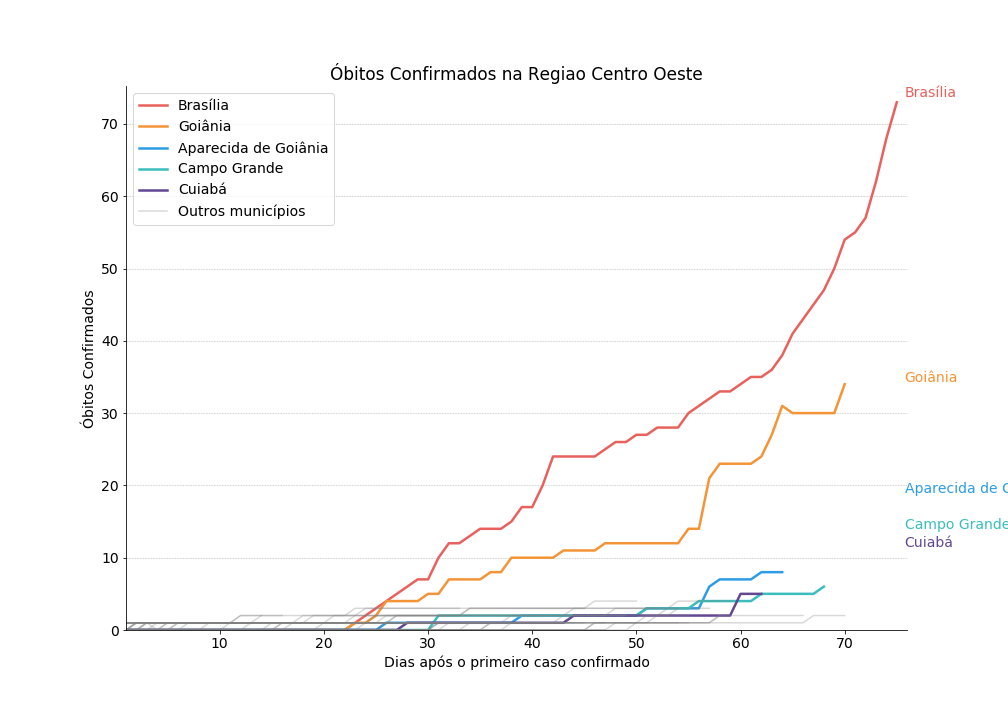 Óbitos Confirmados na Regiao Centro Oeste
Brasília
Goiânia
Aparecida de Goiânia
Campo Grande
Cuiabá
Outros municípios
Óbitos Confirmados
70
60
50
40
30
20
10
0
10 20 30 40 50 60 70
Dias após o primeiro caso confirmado
Brasília
Goiânia
Aparecida de
Campo Grande
Cuiabá